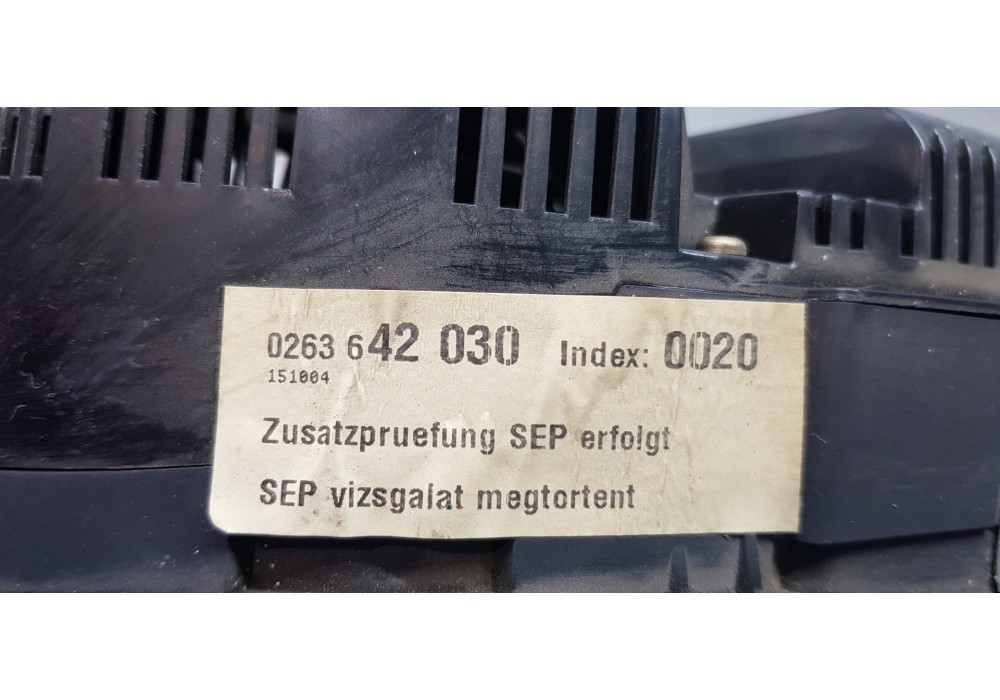 0263 642 030 Index: 0020
151004
Zusatzpruefung SEP erfolgt
SEP vizsgalat megtortent